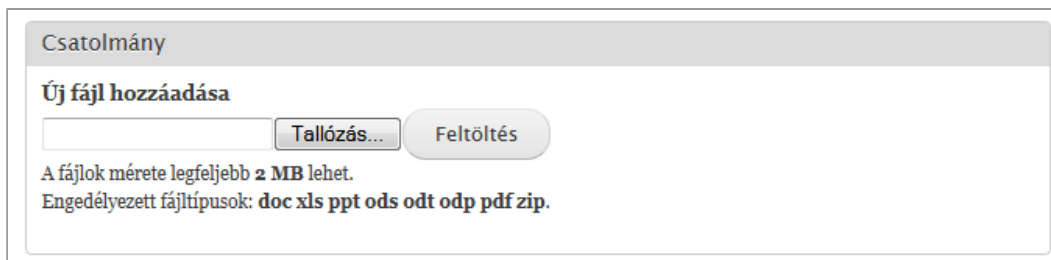 Csatolmány
Új fájl hozzáadása
Tallózás... Feltöltés
A fájlok mérete legfeljebb 2 MB lehet.
Engedélyezett fájltípusok: doc xls ppt ods odt odp pdf zip.